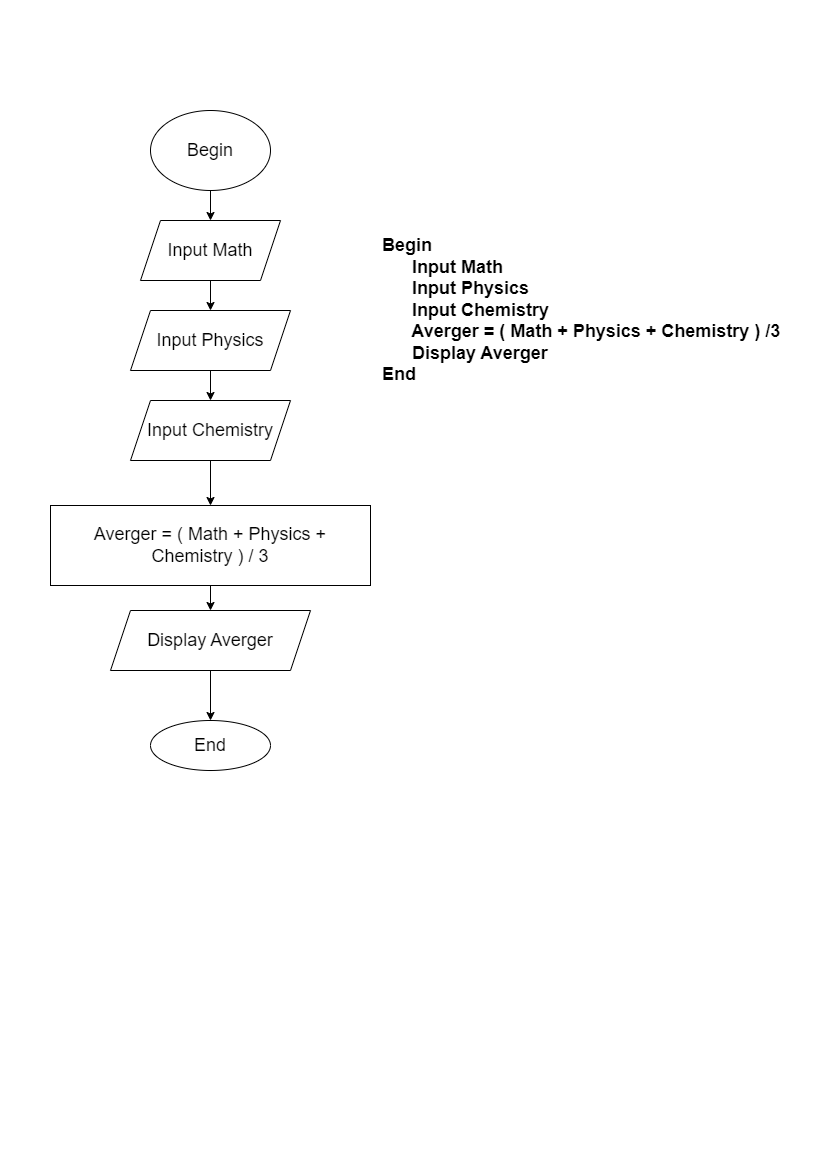 Begin
Input Math
Input Physics
Input Chemistry
Averger = ( Math + Physics +
Chemistry ) / 3
Display Averger
End
Begin
Input Math
Input Physics
Input Chemistry
Averger = ( Math + Physics + Chemistry ) /3
Display Averger
End